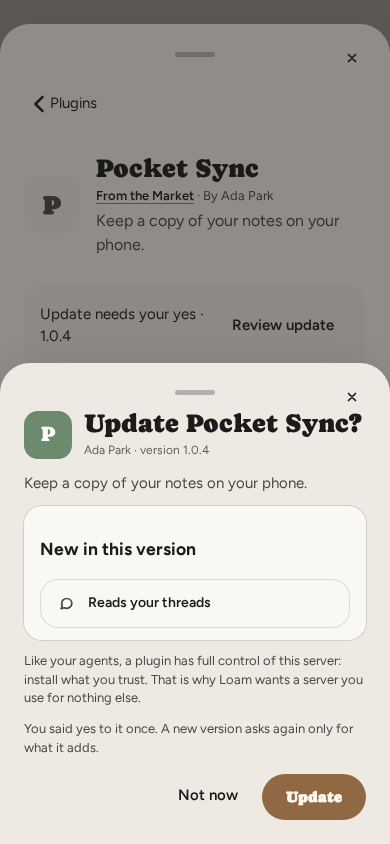 Plugins
Pocket Sync
P
From the Market · By Ada Park
Keep a copy of your notes on your
phone.
Update needs your yes ·
1.0.4
Review update
P
Update Pocket Sync?
Ada Park · version 1.0.4
Keep a copy of your notes on your phone.
New in this version
Reads your threads
Like your agents, a plugin has full control of this server:
install what you trust. That is why Loam wants a server you
use for nothing else.
You said yes to it once. A new version asks again only for
what it adds.
Not now
Update